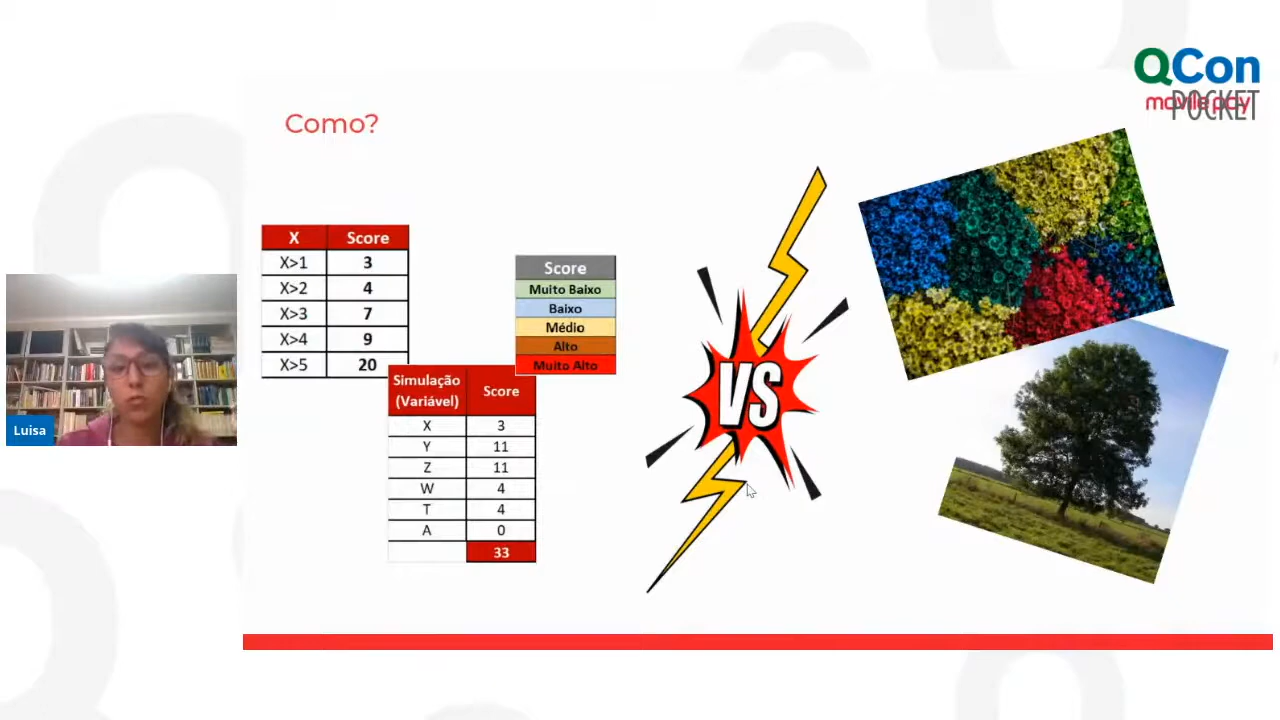 QCon
movile pay
POCKET
Como?
X Score
X>1 3
X>2 4
X>3 7
X>4 9
X>5 20
Score
Muito Baixo
Baixo
Médio
Alto
Muito Alto
Simulação
(Variável) Score
X 3
Y 11
Z 11
W 4
T 4
A 0
33
VS
Luisa